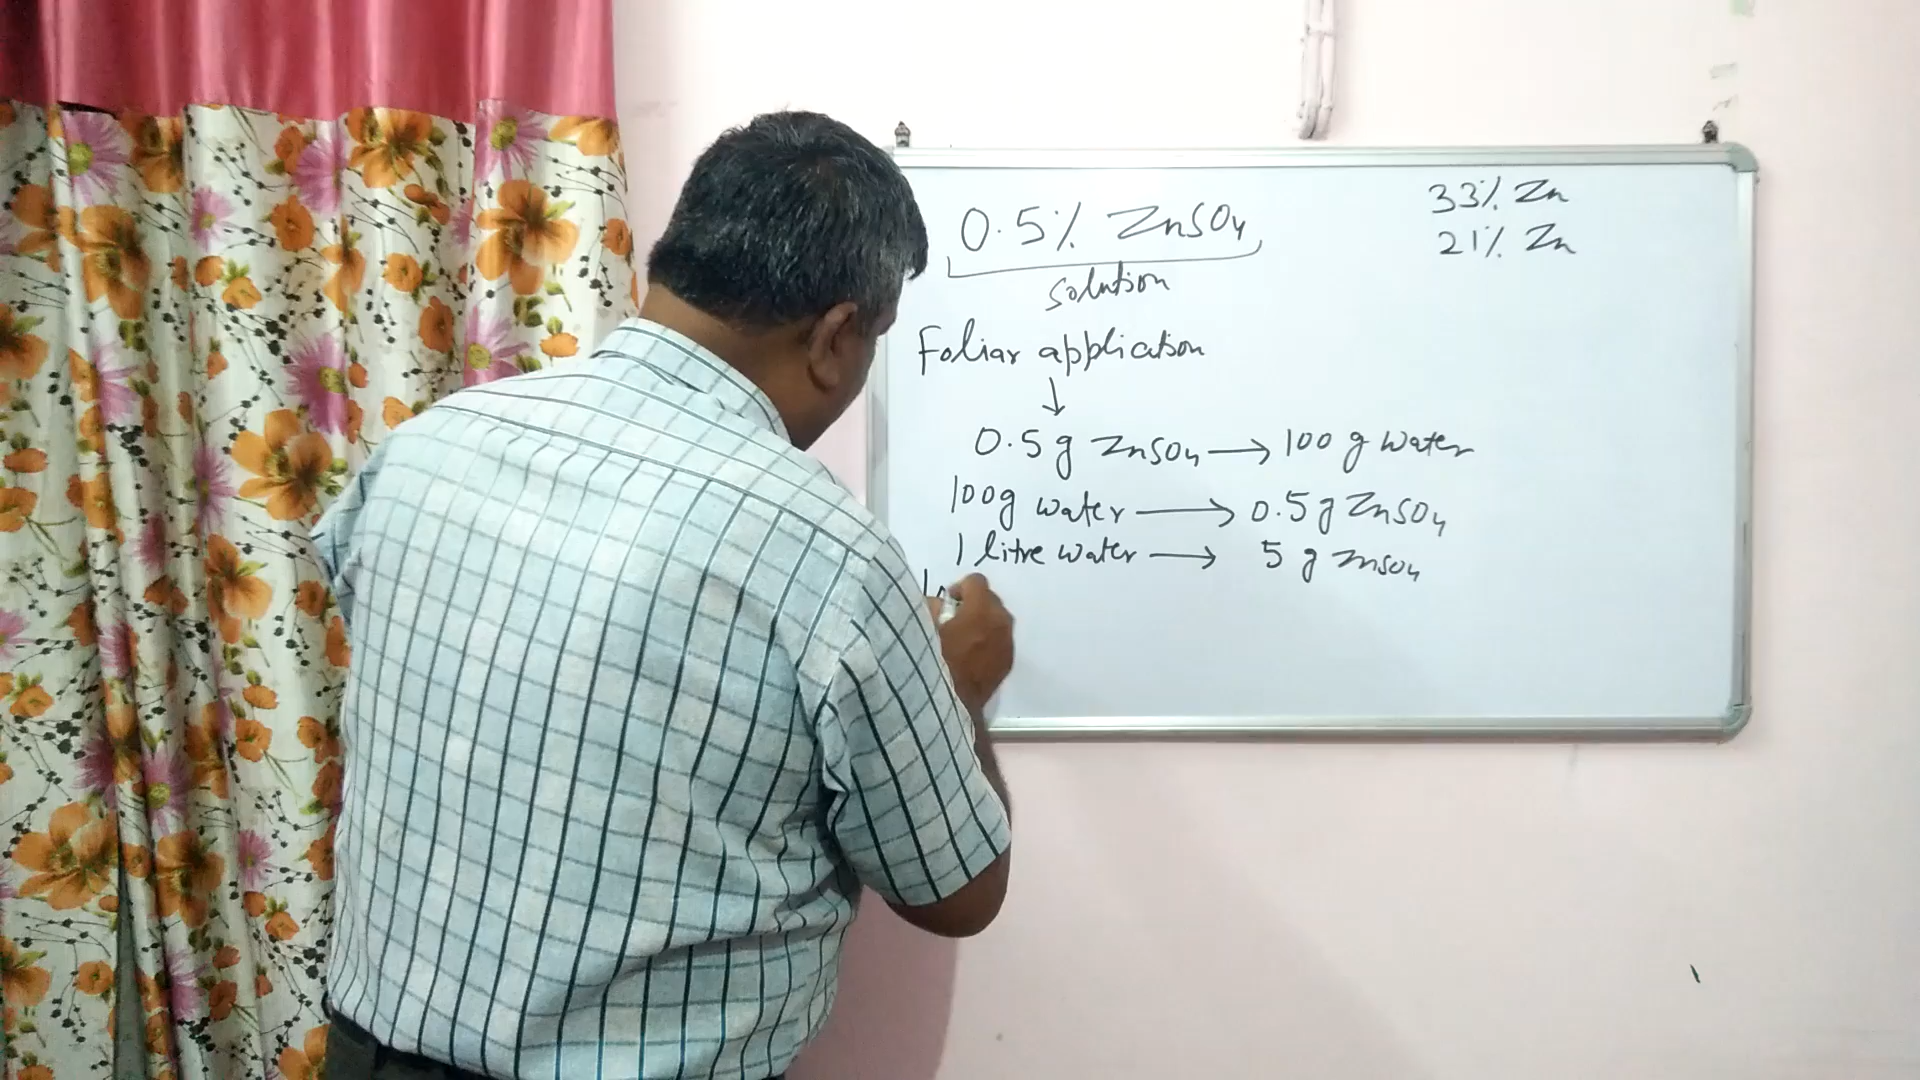 0.5% ZnSO4
solution
33% Zn
21% Zn
Foliar application
↓
0.5 g ZnSO4 → 100 g water
100g water → 0.5 g ZnSO4
1 litre water → 5 g ZnSO4